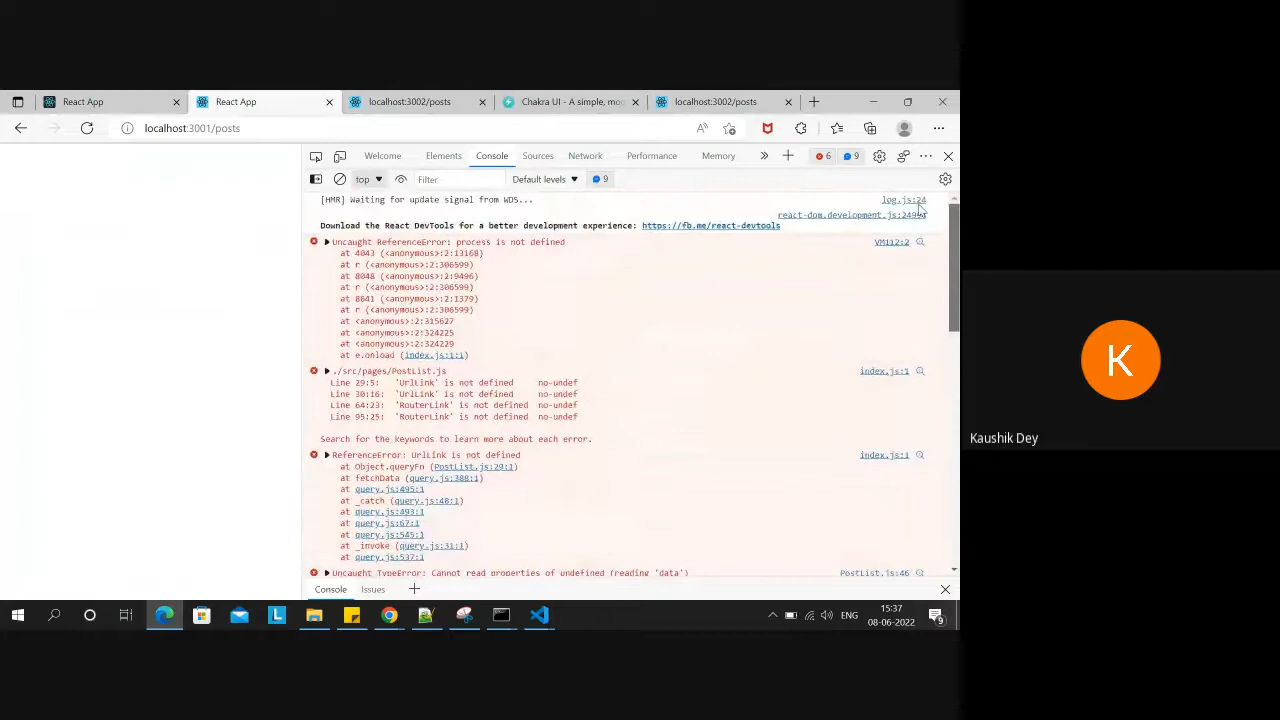 React App
React App
localhost:3002/posts
Chakra UI - A simple, mo
localhost:3002/posts
localhost:3001/posts
Welcome Elements Console Sources Network Performance Memory 6 9
top Filter Default levels 9
[HMR] Waiting for update signal from WDS... log.js:24
react-dom.development.js:24994
Download the React DevTools for a better development experience: https://fb.me/react-devtools
Uncaught ReferenceError: process is not defined VM112:2
at 4043 (<anonymous>:2:13168)
at r (<anonymous>:2:306599)
at 8048 (<anonymous>:2:9496)
at r (<anonymous>:2:306599)
at 8641 (<anonymous>:2:1379)
at r (<anonymous>:2:306599)
at <anonymous>:2:315627
at <anonymous>:2:324225
at <anonymous>:2:324229
at e.onload (index.js:1:1)
./src/pages/PostList.js index.js:1
Line 29:5: 'UrlLink' is not defined no-undef
Line 30:16: 'UrlLink' is not defined no-undef
Line 64:23: 'RouterLink' is not defined no-undef
Line 95:25: 'RouterLink' is not defined no-undef
Search for the keywords to learn more about each error.
ReferenceError: UrlLink is not defined index.js:1
at Object.queryFn (PostList.js:29:1)
at fetchData (query.js:388:1)
at query.js:495:1
at _catch (query.js:40:1)
at query.js:493:1
at query.js:67:1
at query.js:545:1
at _invoke (query.js:31:1)
at query.js:537:1
Uncaught TypeError: Cannot read properties of undefined (reading 'data') PostList.js:46
Console Issues
ENG
15:37
08-06-2022
9
K
Kaushik Dey